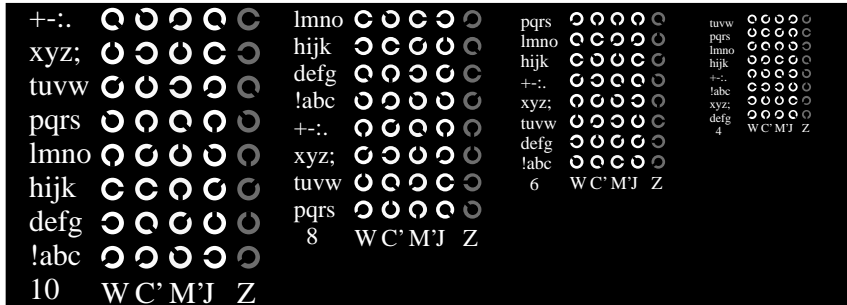 +-:.
xyz;
tuvw
pqrs
lmno
hijk
defg
!abc
10 W C' M'J Z
lmno
hijk
defg
!abc
+-:.
xyz;
tuvw
pqrs
8 W C' M'J Z
pqrs
lmno
hijk
+-:.
xyz;
tuvw
defg
!abc
6 W C' M'J Z
tuvw
pqrs
lmno
hijk
+-:.
!abc
xyz;
defg
4 W C' M'J Z